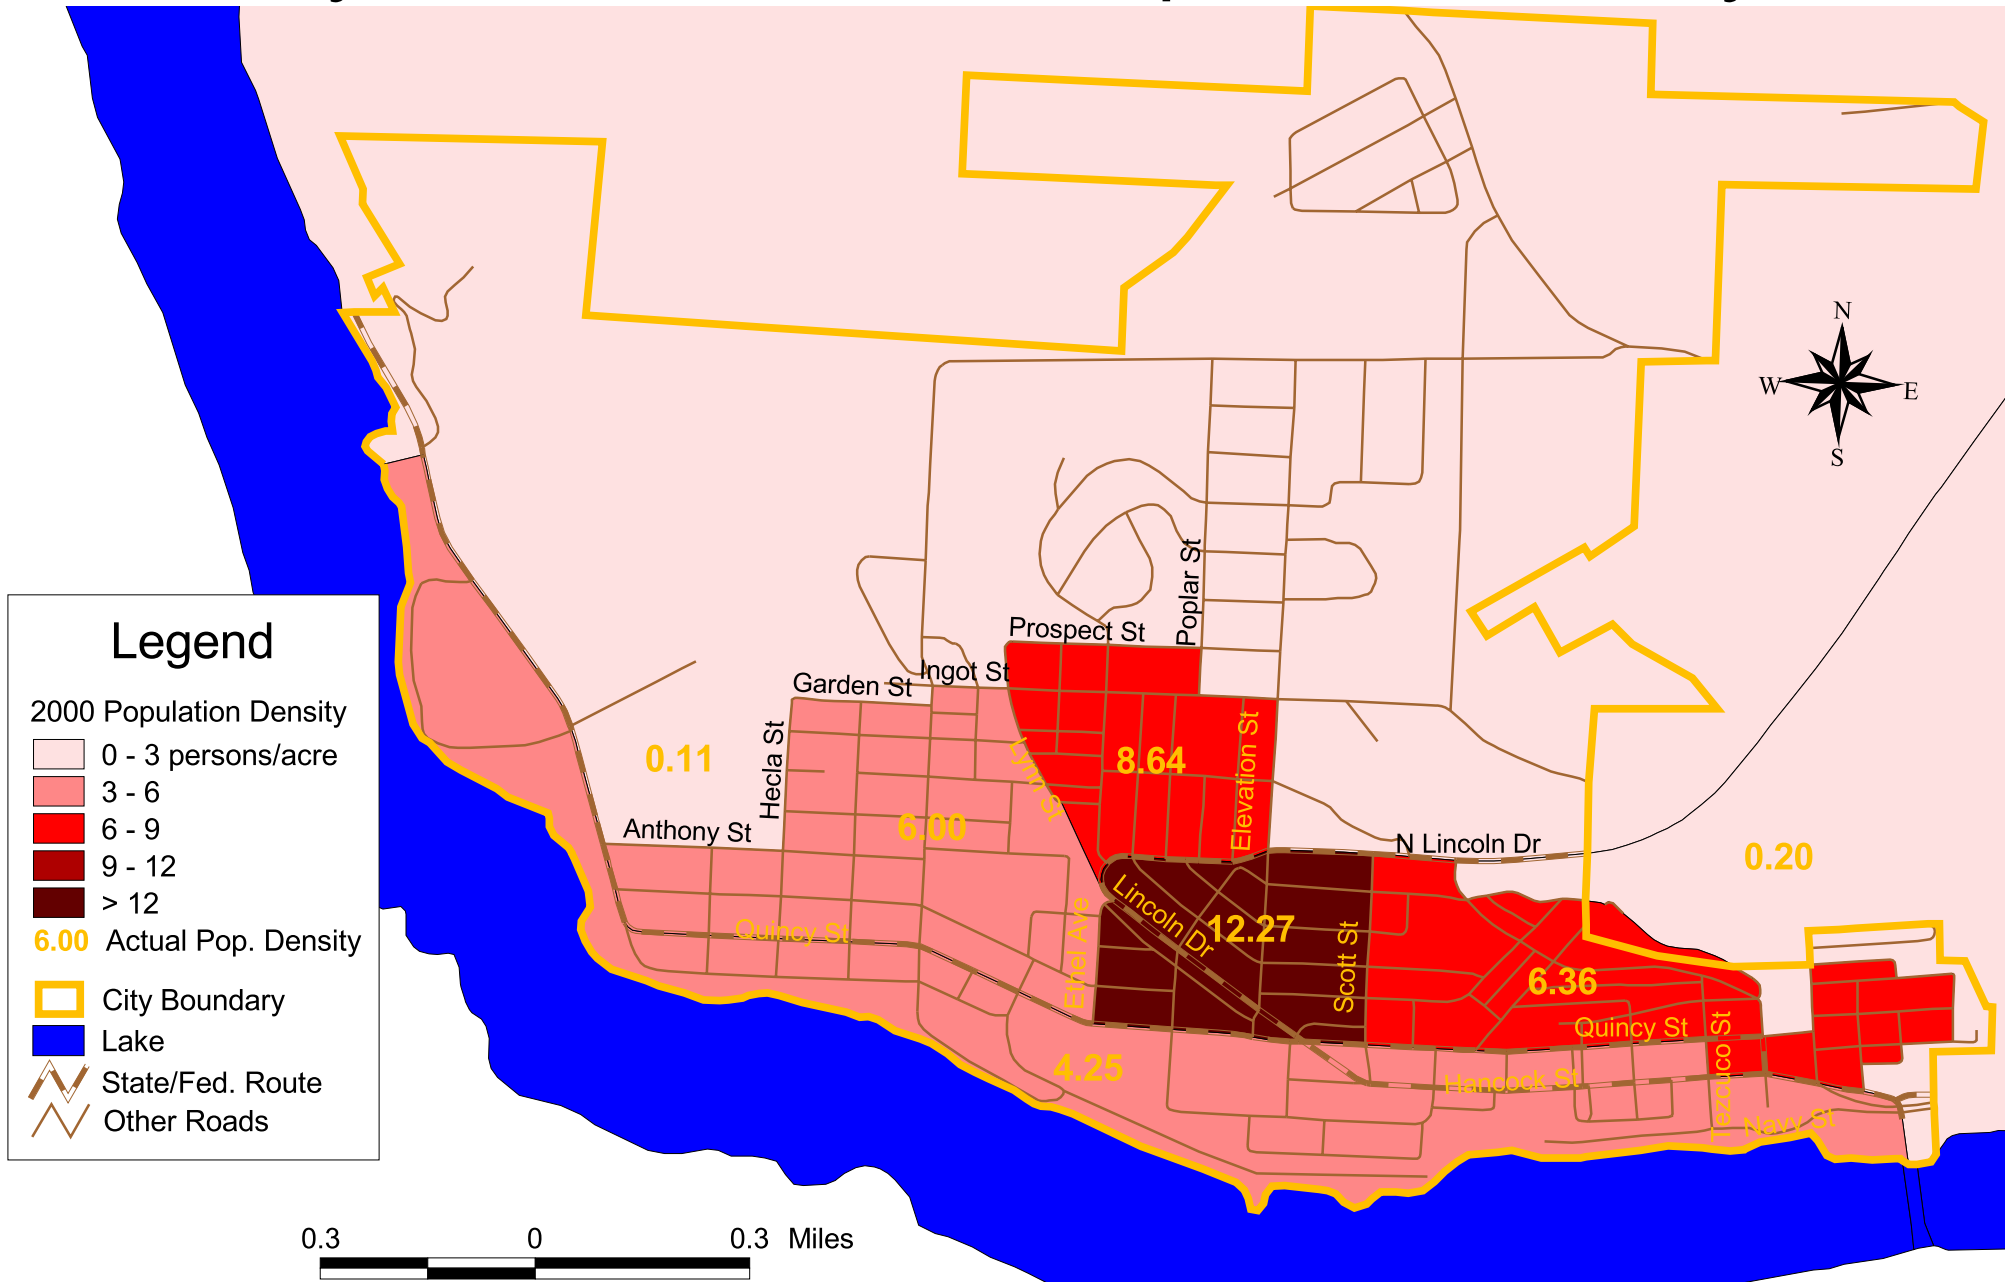 N
W
E
S
Poplar St
Prospect St
Ingot St
Garden St
Hecla St
Lynn St
Elevation St
0.11
8.64
Anthony St
6.00
N Lincoln Dr
0.20
Lincoln Dr
12.27
Quincy St
Ethel Ave
Scott St
6.36
Quincy St
4.25
Hancock St
Tezcuco St
Navy St
Legend
2000 Population Density
0 - 3 persons/acre
3 - 6
6 - 9
9 - 12
> 12
6.00 Actual Pop. Density
City Boundary
Lake
State/Fed. Route
Other Roads
0.3 0 0.3 Miles